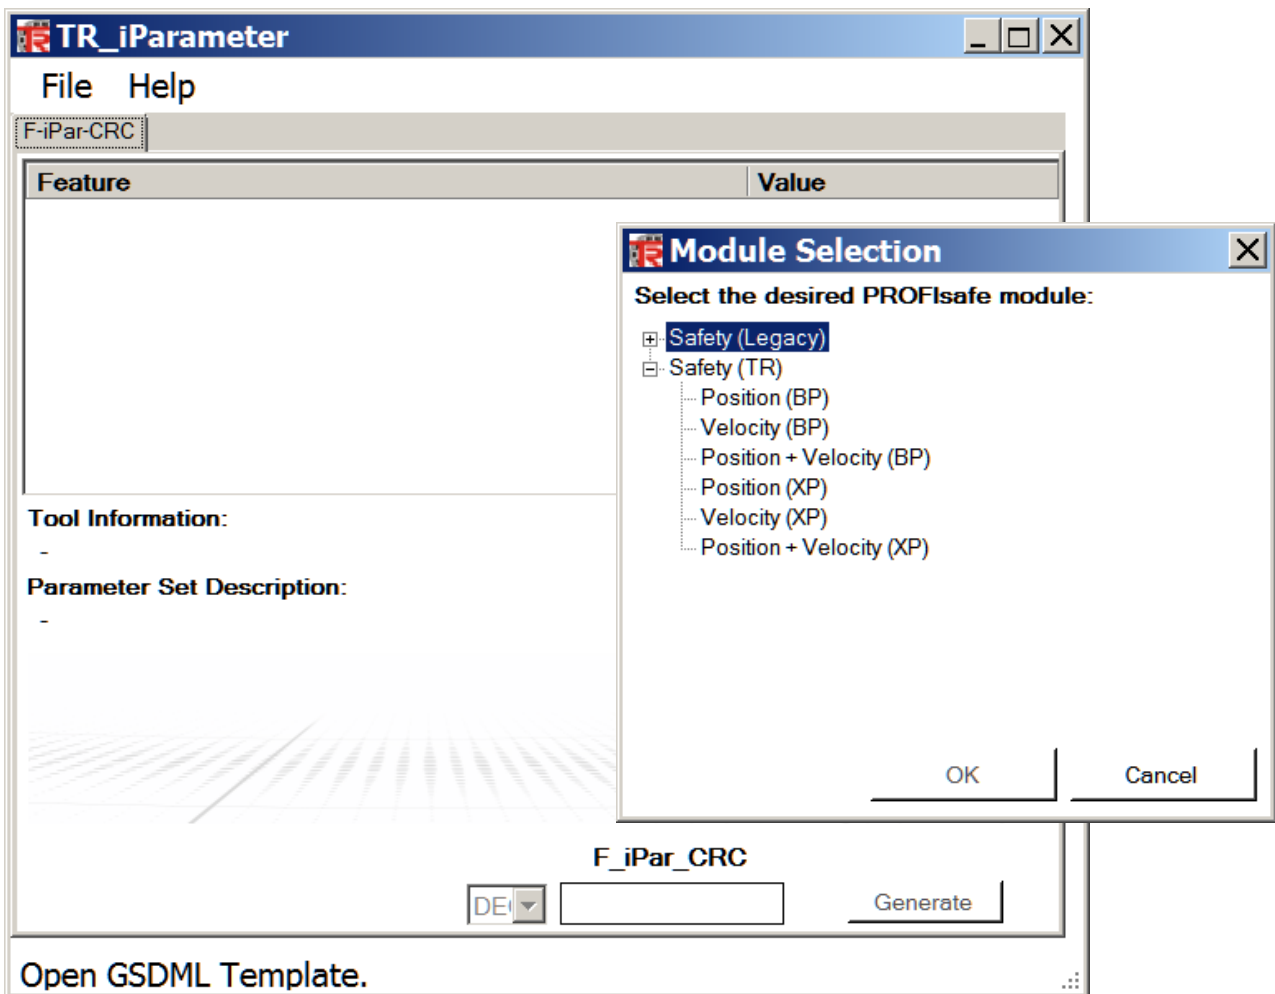 TR_iParameter
File Help
F-iPar-CRC
Feature Value
Module Selection
Select the desired PROFIsafe module:
Safety (Legacy)
Safety (TR)
Position (BP)
Velocity (BP)
Position + Velocity (BP)
Position (XP)
Velocity (XP)
Position + Velocity (XP)
OK Cancel
Tool Information:
-
Parameter Set Description:
-
F_iPar_CRC
Generate
Open GSDML Template.